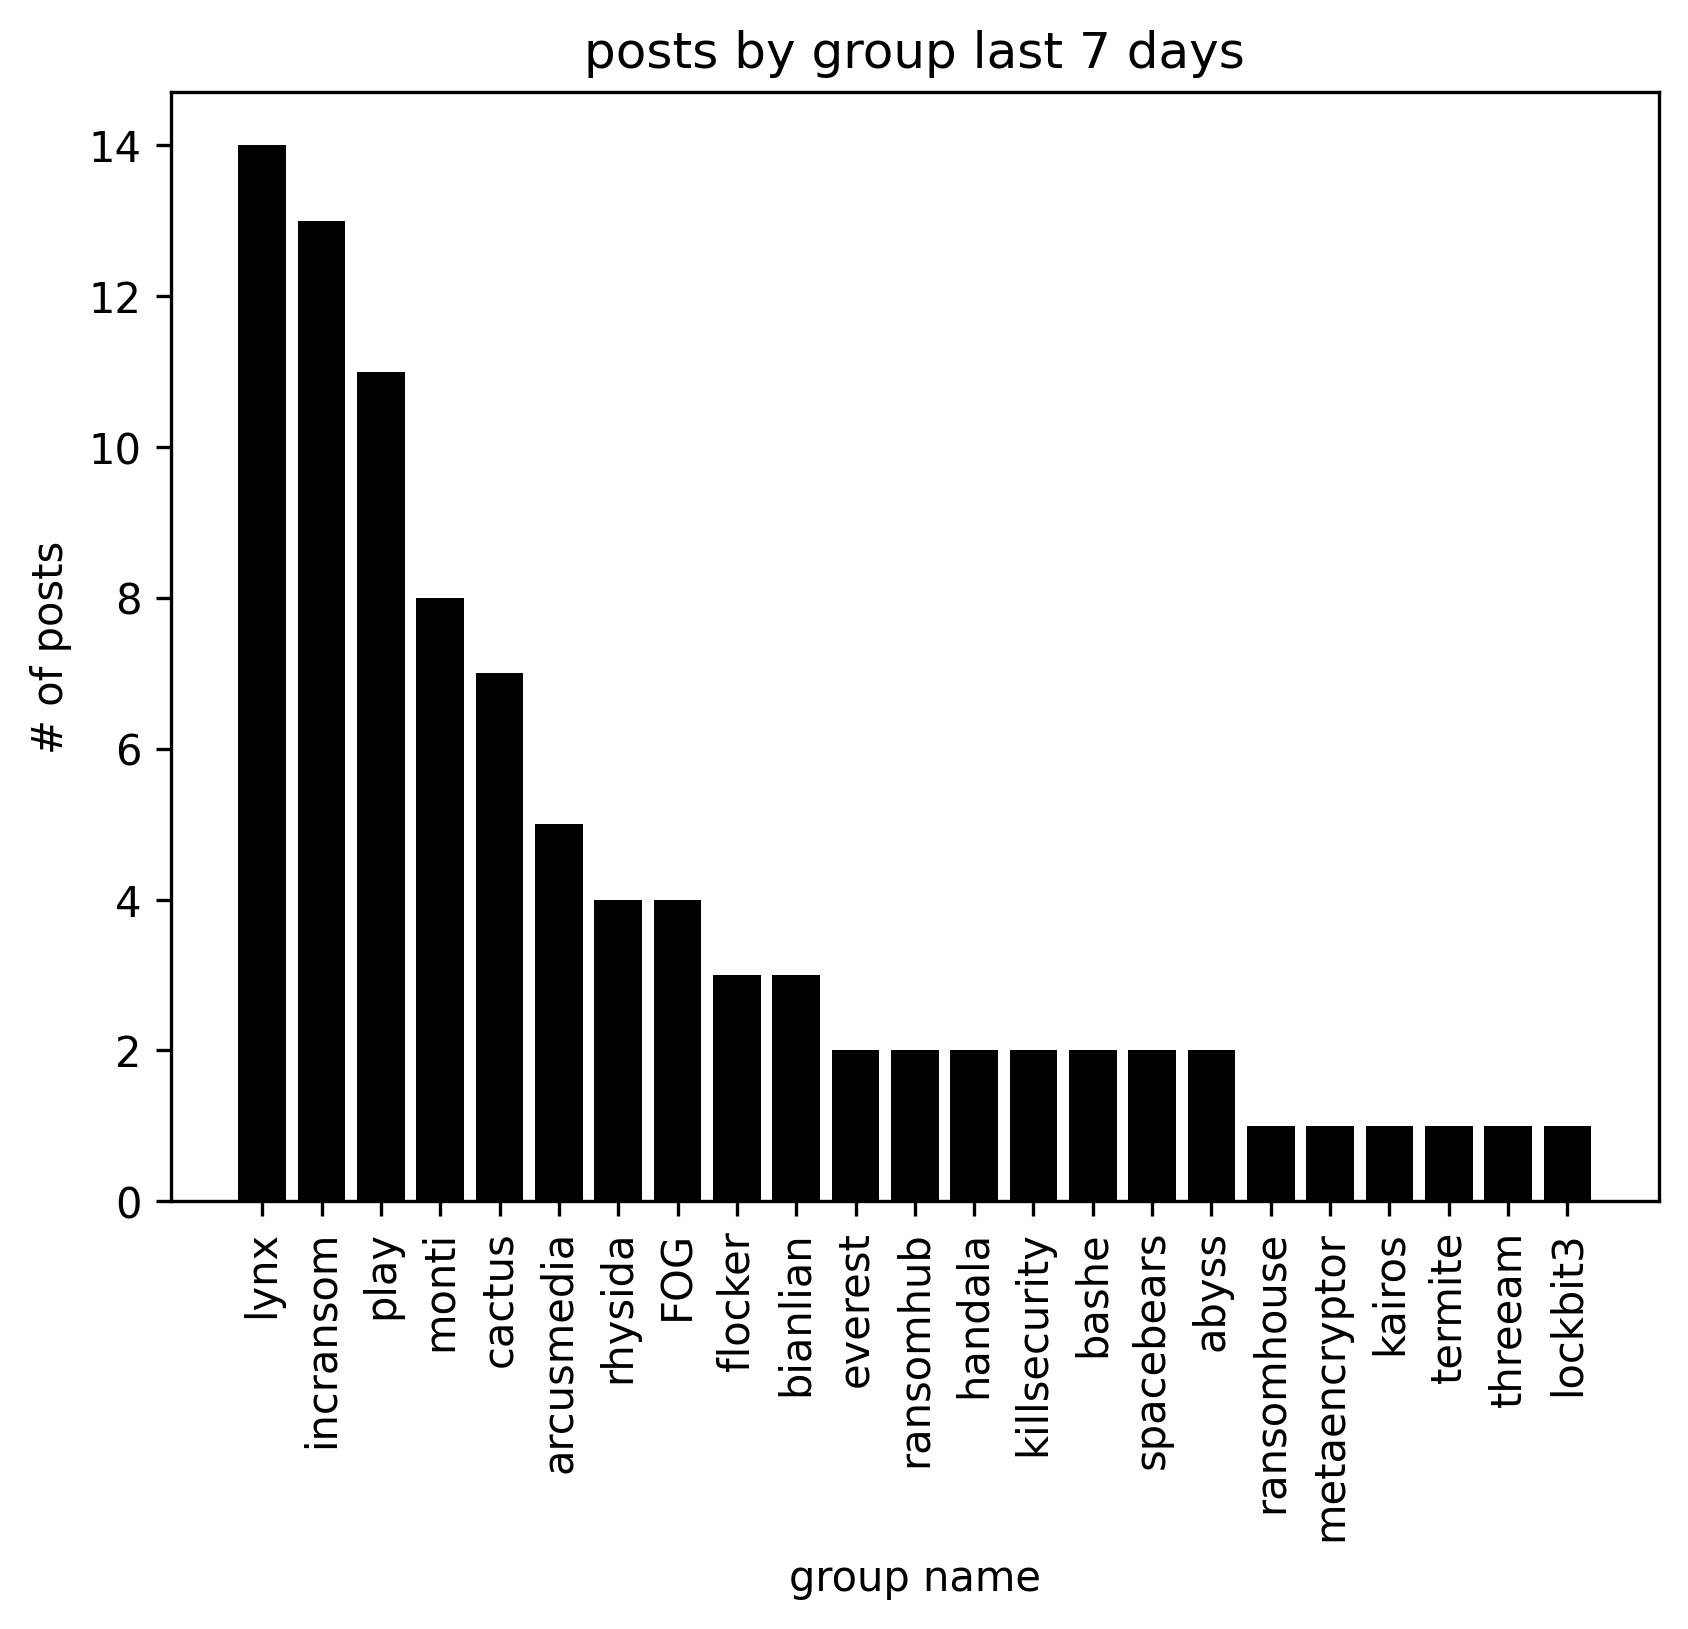 posts by group last 7 days
# of posts
14
12
10
8
6
4
2
0
lynx
incransom
play
monti
cactus
arcusmedia
rhysida
FOG
flocker
bianlian
everest
ransomhub
handala
killsecurity
bashe
spacebears
abyss
ransomhouse
metaencryptor
kairos
termite
threeam
lockbit3
group name